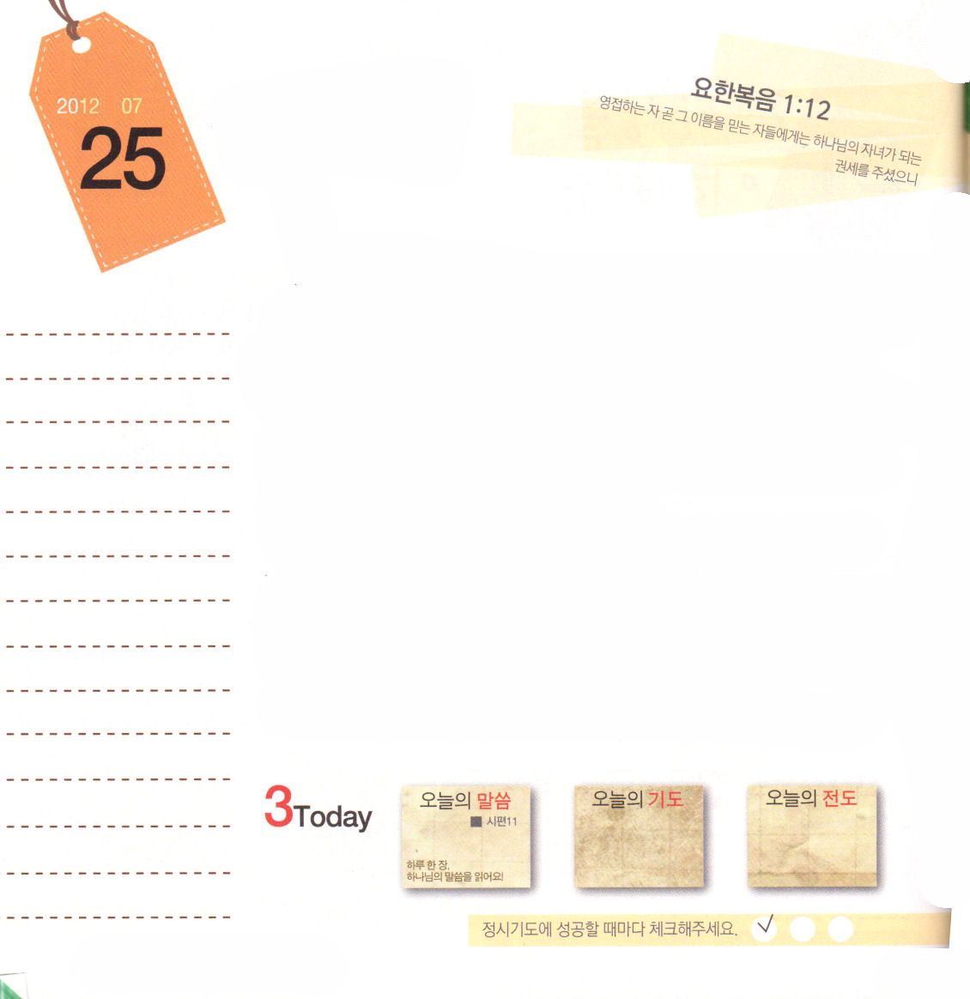 2012 07
25
요한복음 1:12
영접하는 자 곧 그 이름을 믿는 자들에게는 하나님의 자녀가 되는
권세를 주셨으니
3Today
오늘의 말씀
시편11
하루 한 장,
하나님의 말씀을 읽어요!
오늘의 기도
오늘의 전도
정시기도에 성공할 때마다 체크해주세요.